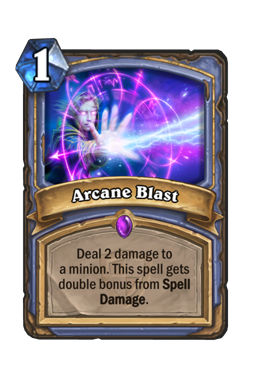 1
Arcane Blast
Deal 2 damage to
a minion. This spell gets
double bonus from Spell
Damage.